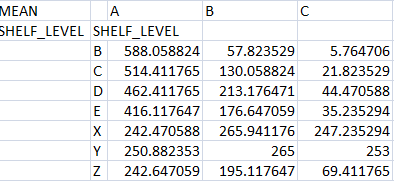 MEAN A B C
SHELF_LEVEL SHELF_LEVEL
B 588.058824 57.823529 5.764706
C 514.411765 130.058824 21.823529
D 462.411765 213.176471 44.470588
E 416.117647 176.647059 35.235294
X 242.470588 265.941176 247.235294
Y 250.882353 265 253
Z 242.647059 195.117647 69.411765